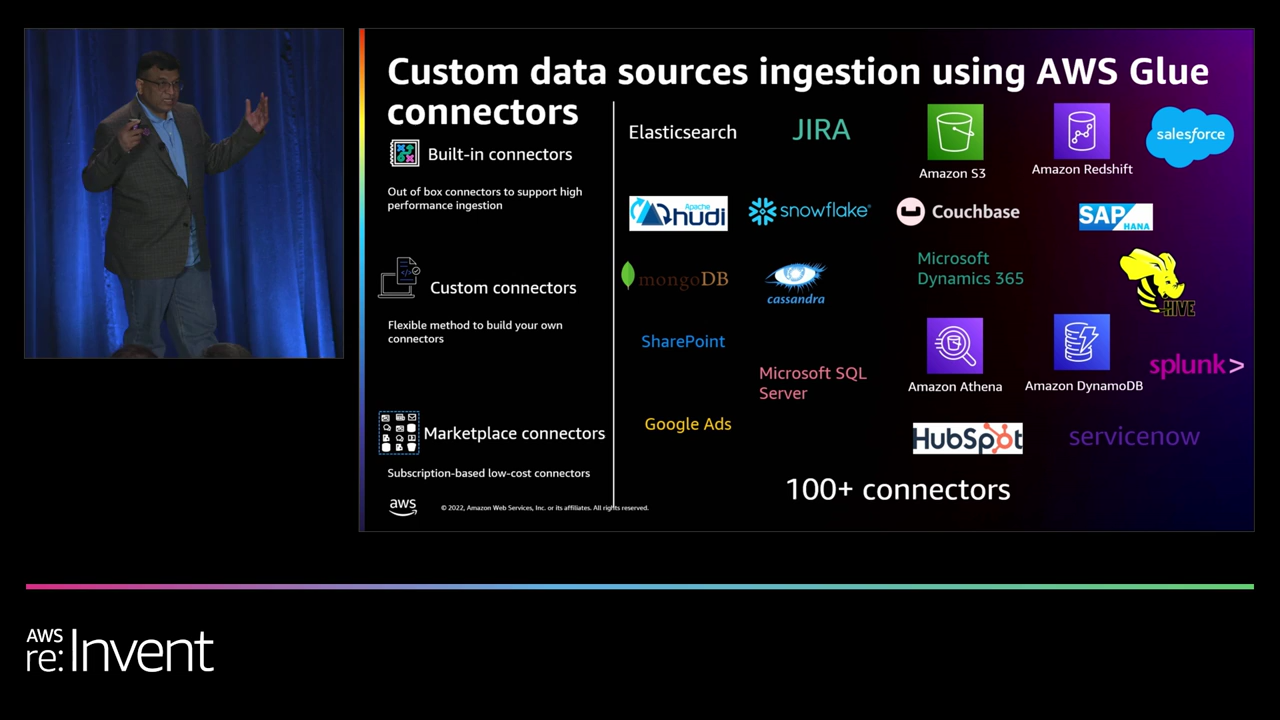 Custom data sources ingestion using AWS Glue
connectors
Built-in connectors
Out of box connectors to support high
performance ingestion
Custom connectors
Flexible method to build your own
connectors
Marketplace connectors
Subscription-based low-cost connectors
aws
© 2022, Amazon Web Services, Inc. or its affiliates. All rights reserved.
Elasticsearch
JIRA
Amazon S3
Amazon Redshift
salesforce
Apache
hudi
snowflake
Couchbase
SAP HANA
mongoDB
cassandra
Microsoft
Dynamics 365
HIVE
SharePoint
Microsoft SQL
Server
Amazon Athena
Amazon DynamoDB
splunk>
Google Ads
HubSpot
servicenow
100+ connectors
AWS
re:Invent